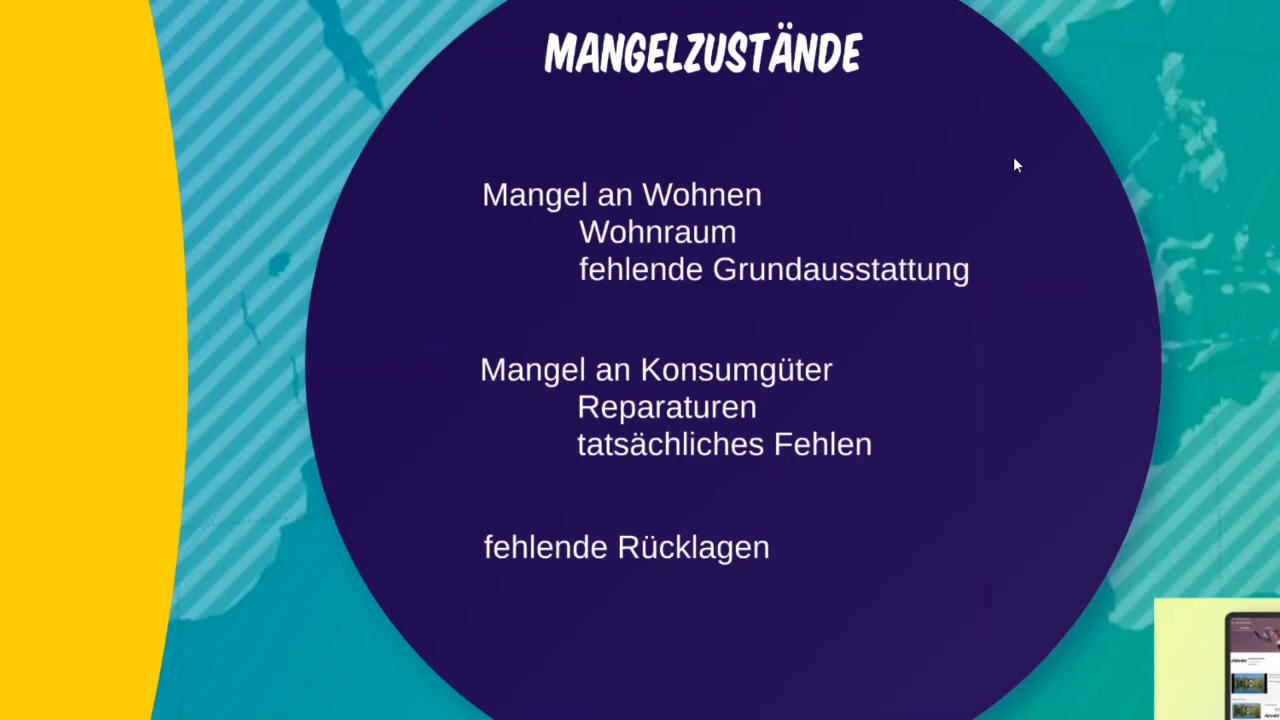 MANGELZUSTÄNDE
Mangel an Wohnen
Wohnraum
fehlende Grundausstattung
Mangel an Konsumgüter
Reparaturen
tatsächliches Fehlen
fehlende Rücklagen